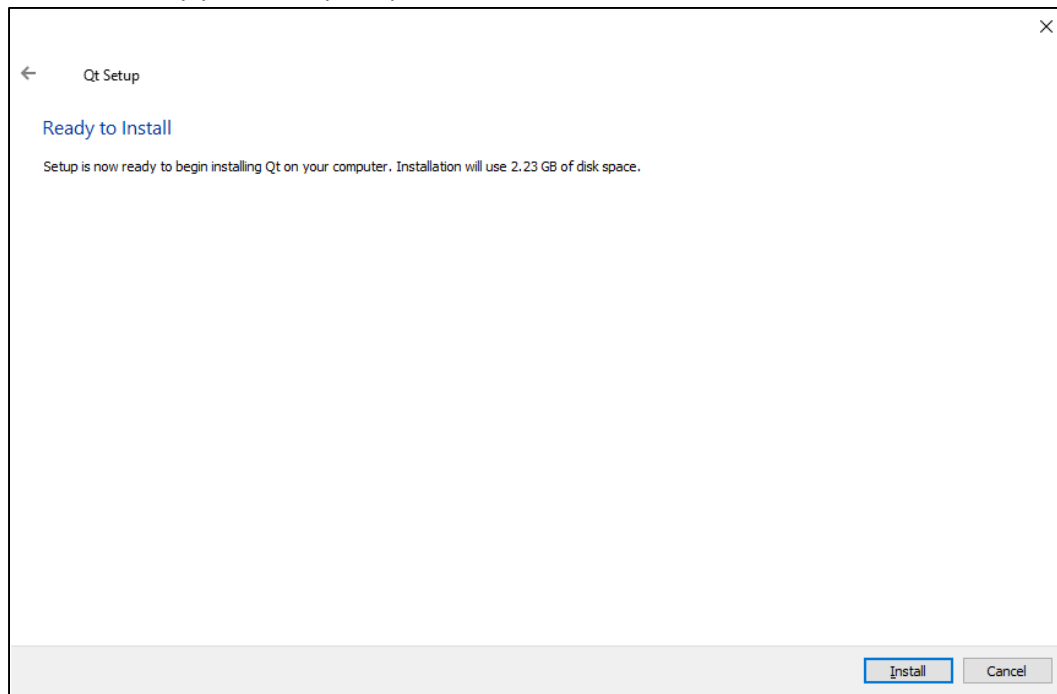 Qt Setup
Ready to Install
Setup is now ready to begin installing Qt on your computer. Installation will use 2.23 GB of disk space.
Install Cancel